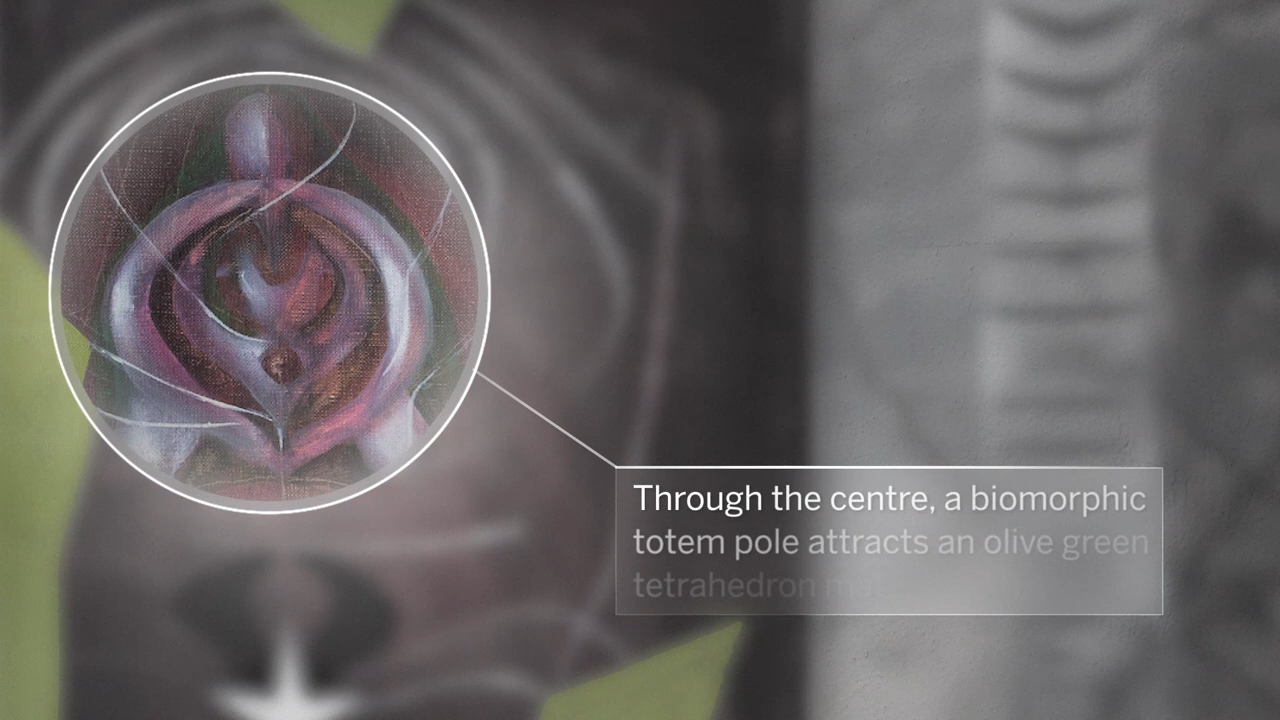 Through the centre, a biomorphic
totem pole attracts an olive green
tetrahedron